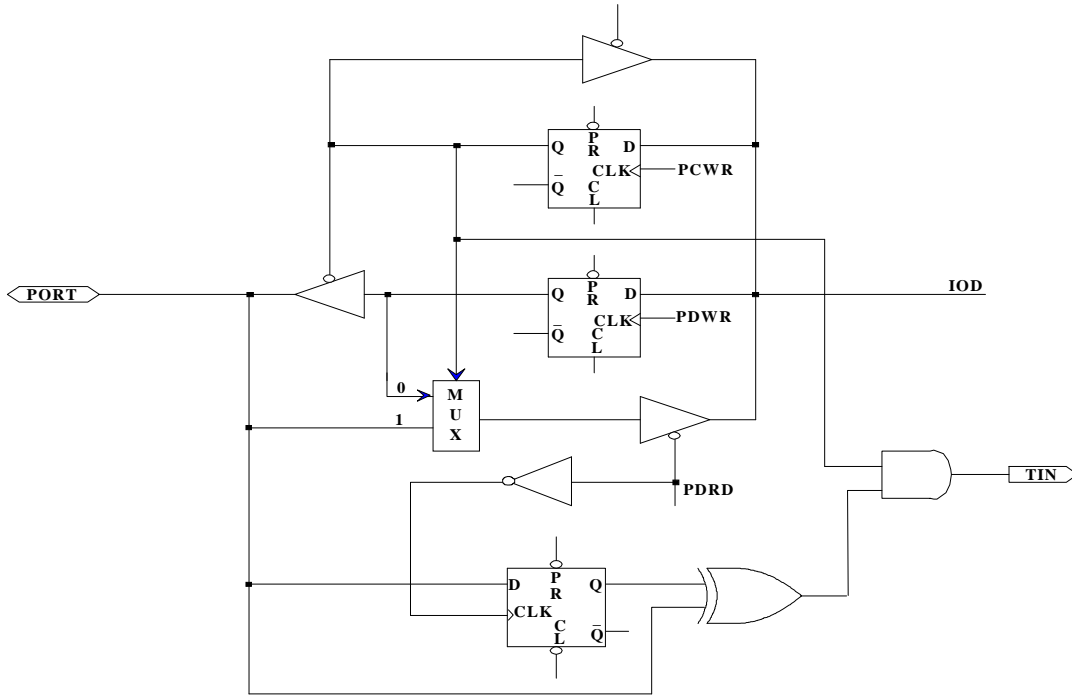 P
Q R D
CLK PCWR
Q̅ C
L
IOD
PORT
P
Q R D
CLK PDWR
Q̅ C
L
0 M
U
1 X
TIN
PDRD
P
D R Q
CLK
C Q̅
L